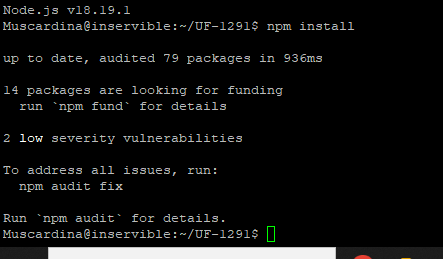 Node.js v18.19.1
Muscardina@inservible:~/UF-1291$ npm install
up to date, audited 79 packages in 936ms
14 packages are looking for funding
run `npm fund` for details
2 low severity vulnerabilities
To address all issues, run:
npm audit fix
Run `npm audit` for details.
Muscardina@inservible:~/UF-1291$